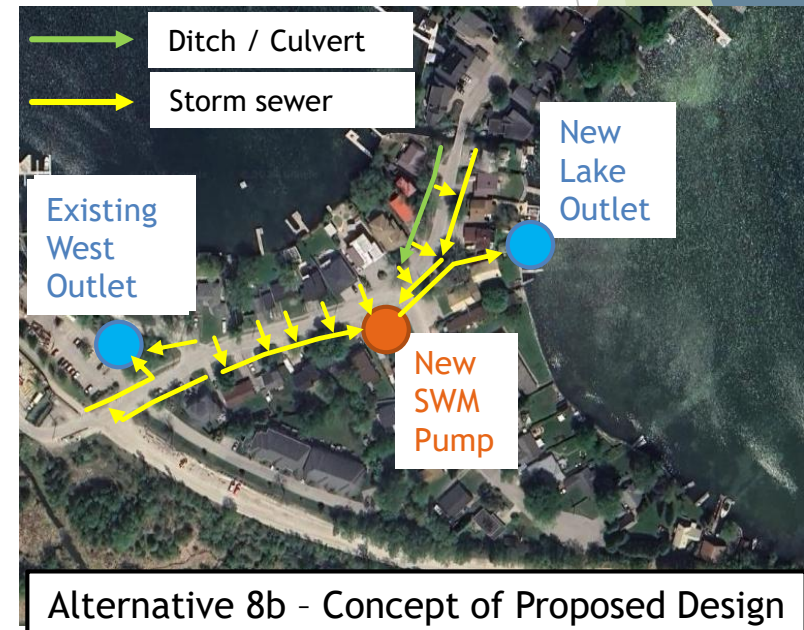 Ditch / Culvert
Storm sewer
New
Lake
Outlet
Existing
West
Outlet
New
SWM
Pump
Alternative 8b – Concept of Proposed Design